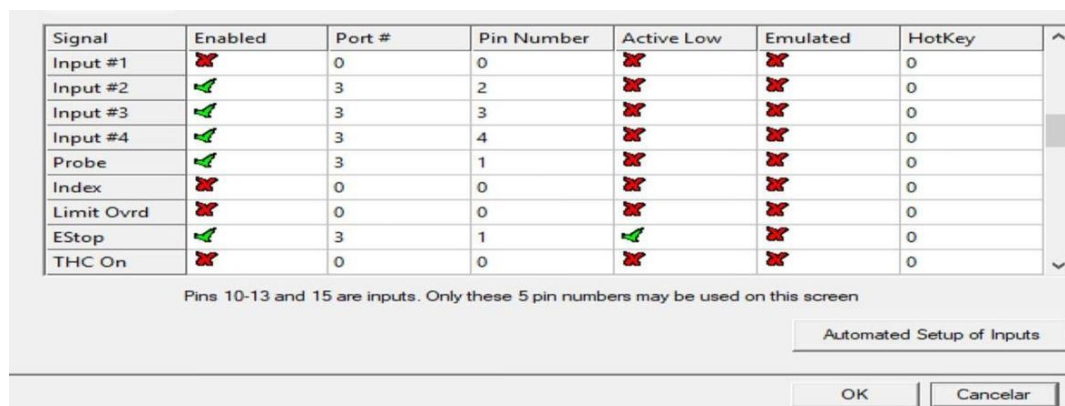 Signal Enabled Port # Pin Number Active Low Emulated HotKey
Input #1 0 0 0
Input #2 3 2 0
Input #3 3 3 0
Input #4 3 4 0
Probe 3 1 0
Index 0 0 0
Limit Ovrd 0 0 0
EStop 3 1 0
THC On 0 0 0
Pins 10-13 and 15 are inputs. Only these 5 pin numbers may be used on this screen
Automated Setup of Inputs
OK Cancelar